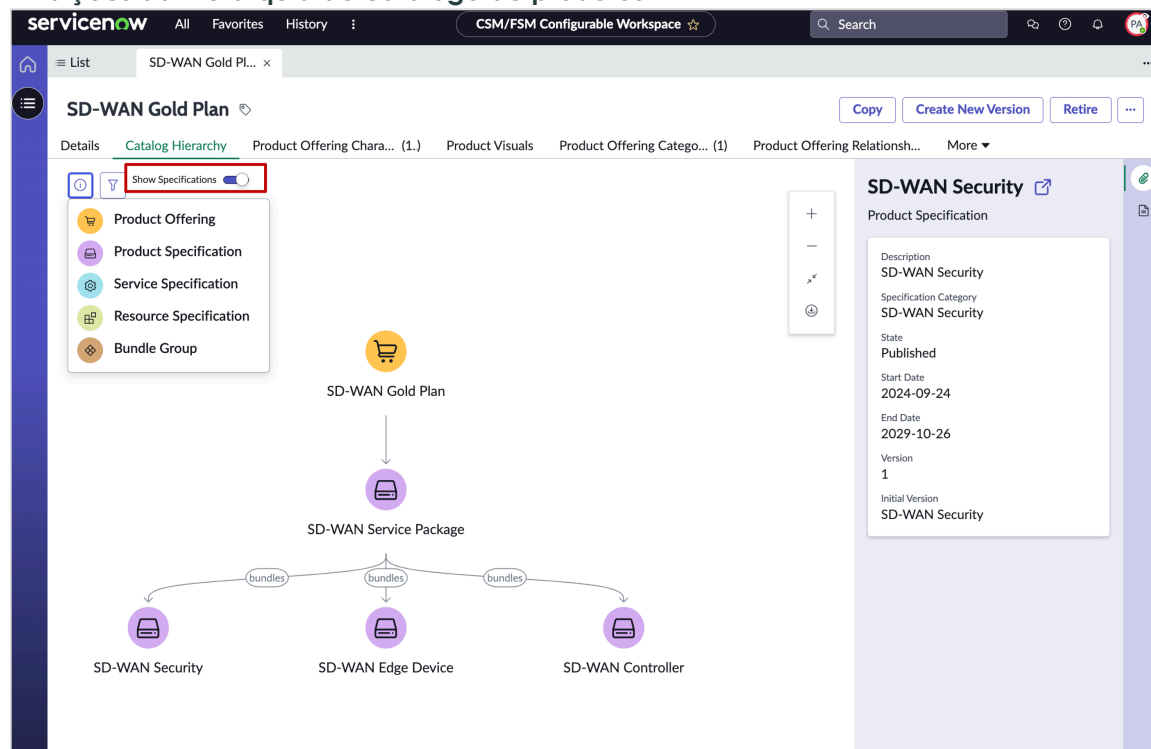 servicenow All Favorites History CSM/FSM Configurable Workspace Search PA
List SD-WAN Gold Pl... ×
SD-WAN Gold Plan Copy Create New Version Retire ...
Details Catalog Hierarchy Product Offering Chara... (1.) Product Visuals Product Offering Catego... (1) Product Offering Relationsh... More
Show Specifications
Product Offering
Product Specification
Service Specification
Resource Specification
Bundle Group
SD-WAN Gold Plan
SD-WAN Service Package
bundles bundles bundles
SD-WAN Security SD-WAN Edge Device SD-WAN Controller
SD-WAN Security
Product Specification
Description
SD-WAN Security
Specification Category
SD-WAN Security
State
Published
Start Date
2024-09-24
End Date
2029-10-26
Version
1
Initial Version
SD-WAN Security